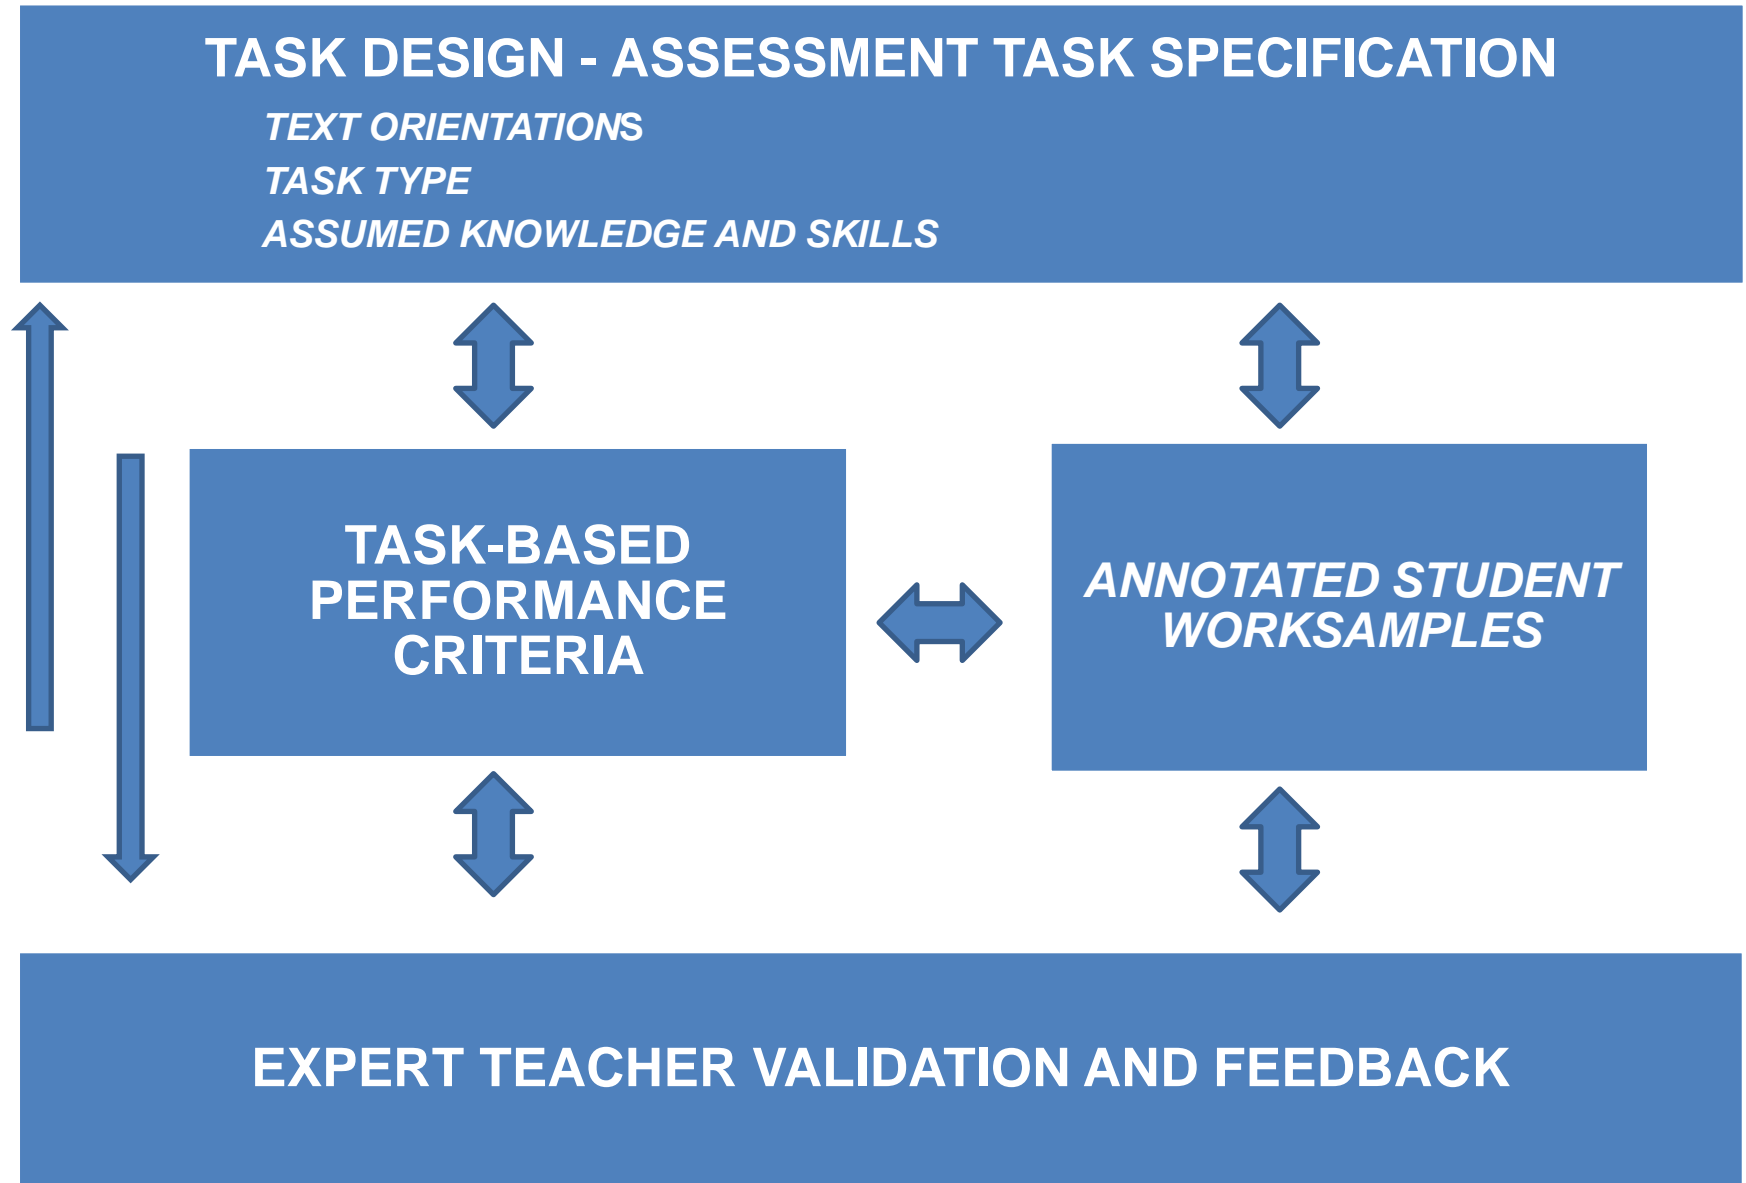 TASK DESIGN - ASSESSMENT TASK SPECIFICATION
TEXT ORIENTATIONS
TASK TYPE
ASSUMED KNOWLEDGE AND SKILLS
TASK-BASED
PERFORMANCE
CRITERIA
ANNOTATED STUDENT
WORKSAMPLES
EXPERT TEACHER VALIDATION AND FEEDBACK